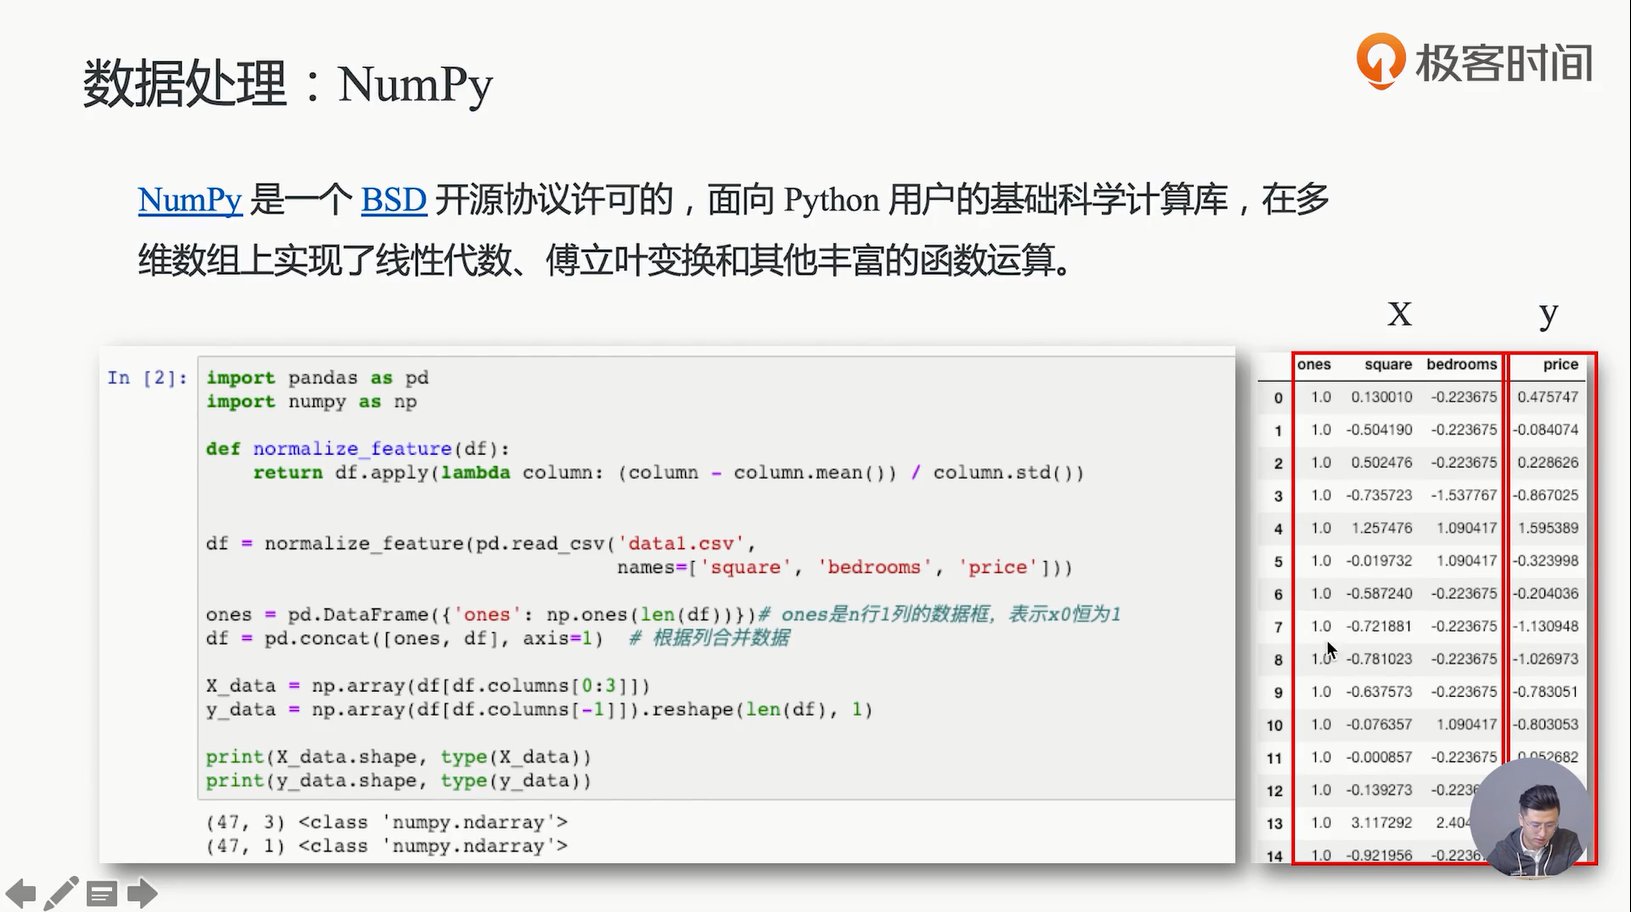 数据处理：NumPy
极客时间
NumPy 是一个 BSD 开源协议许可的，面向 Python 用户的基础科学计算库，在多
维数组上实现了线性代数、傅立叶变换和其他丰富的函数运算。
X y
In [2]:
import pandas as pd
import numpy as np
def normalize_feature(df):
    return df.apply(lambda column: (column - column.mean()) / column.std())
df = normalize_feature(pd.read_csv('data1.csv',
                                   names=['square', 'bedrooms', 'price']))
ones = pd.DataFrame({'ones': np.ones(len(df))})# ones是n行1列的数据框，表示x0恒为1
df = pd.concat([ones, df], axis=1)  # 根据列合并数据
X_data = np.array(df[df.columns[0:3]])
y_data = np.array(df[df.columns[-1]]).reshape(len(df), 1)
print(X_data.shape, type(X_data))
print(y_data.shape, type(y_data))
(47, 3) <class 'numpy.ndarray'>
(47, 1) <class 'numpy.ndarray'>
ones square bedrooms price
0 1.0 0.130010 -0.223675 0.475747
1 1.0 -0.504190 -0.223675 -0.084074
2 1.0 0.502476 -0.223675 0.228626
3 1.0 -0.735723 -1.537767 -0.867025
4 1.0 1.257476 1.090417 1.595389
5 1.0 -0.019732 1.090417 -0.323998
6 1.0 -0.587240 -0.223675 -0.204036
7 1.0 -0.721881 -0.223675 -1.130948
8 1.0 -0.781023 -0.223675 -1.026973
9 1.0 -0.637573 -0.223675 -0.783051
10 1.0 -0.076357 1.090417 -0.803053
11 1.0 -0.000857 -0.223675 0.052682
12 1.0 -0.139273
13 1.0 3.117292
14 1.0 -0.921956